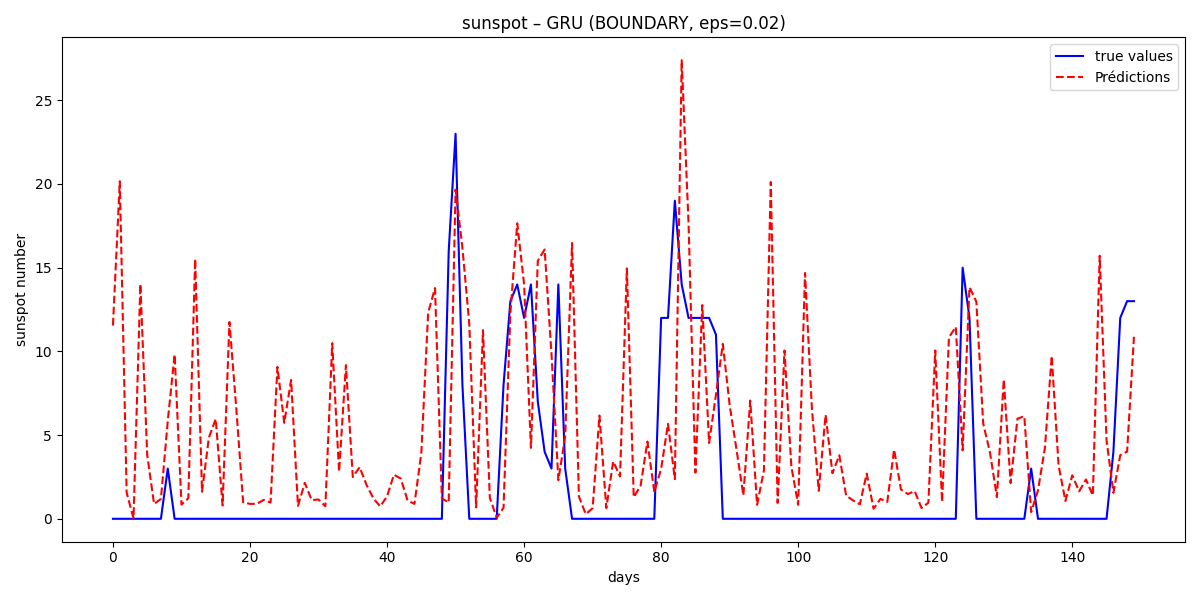 sunspot – GRU (BOUNDARY, eps=0.02)
true values
Prédictions
sunspot number
25
20
15
10
5
0
0 20 40 60 80 100 120 140
days